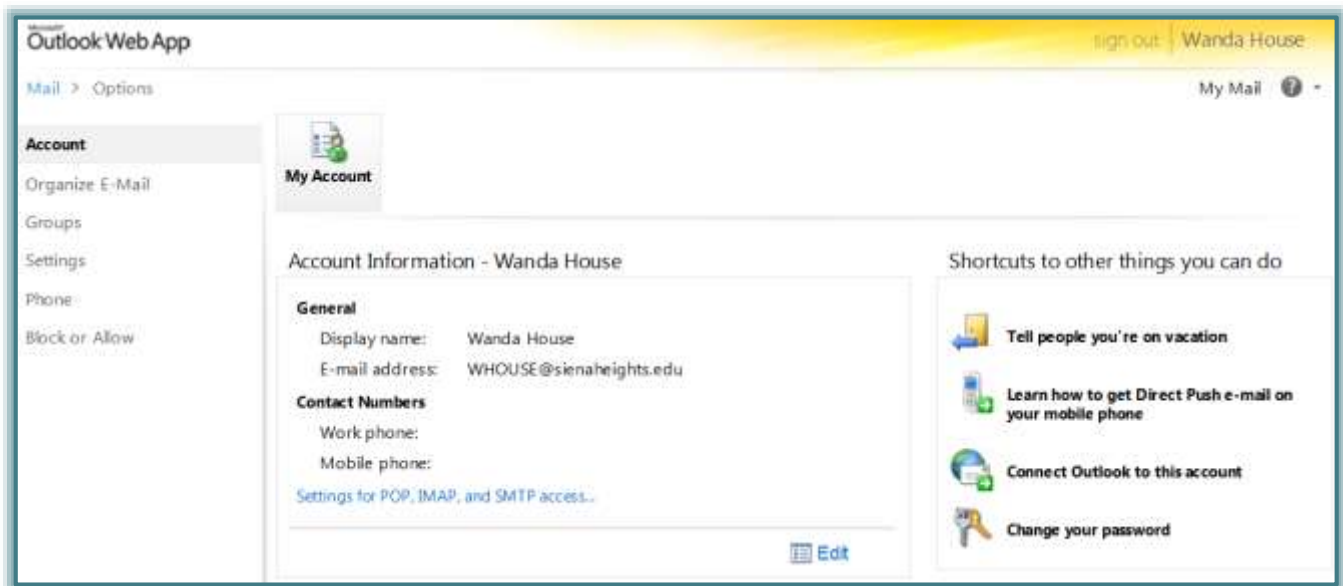 Microsoft
Outlook Web App
sign out | Wanda House
Mail > Options
My Mail
Account
Organize E-Mail
Groups
Settings
Phone
Block or Allow
My Account
Account Information - Wanda House
General
Display name: Wanda House
E-mail address: WHOUSE@sienaheights.edu
Contact Numbers
Work phone:
Mobile phone:
Settings for POP, IMAP, and SMTP access...
Edit
Shortcuts to other things you can do
Tell people you're on vacation
Learn how to get Direct Push e-mail on
your mobile phone
Connect Outlook to this account
Change your password